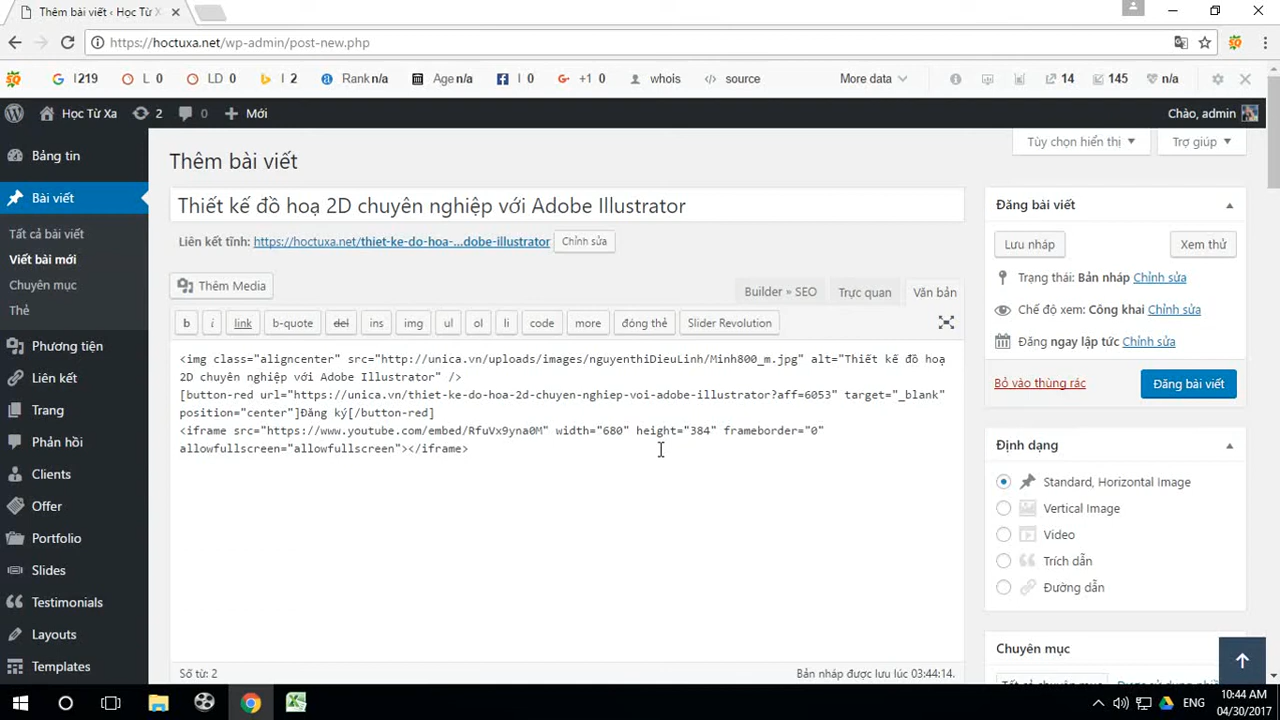 Thêm bài viết ‹ Học Từ X
https://hoctuxa.net/wp-admin/post-new.php
I 219
L 0
LD 0
I 2
Rank n/a
Age n/a
I 0
+1 0
whois
source
More data
14
145
n/a
Học Từ Xa
2
0
Mới
Chào, admin
Tùy chọn hiển thị
Trợ giúp
Bảng tin
Bài viết
Tất cả bài viết
Viết bài mới
Chuyên mục
Thẻ
Phương tiện
Liên kết
Trang
Phản hồi
Clients
Offer
Portfolio
Slides
Testimonials
Layouts
Templates
Thêm bài viết
Thiết kế đồ hoạ 2D chuyên nghiệp với Adobe Illustrator
Liên kết tĩnh: https://hoctuxa.net/thiet-ke-do-hoa-...dobe-illustrator Chỉnh sửa
Thêm Media
Builder » SEO
Trực quan
Văn bản
b i link b-quote del ins img ul ol li code more đóng thẻ Slider Revolution
<img class="aligncenter" src="http://unica.vn/uploads/images/nguyenthiDieuLinh/Minh800_m.jpg" alt="Thiết kế đồ hoạ
2D chuyên nghiệp với Adobe Illustrator" />
[button-red url="https://unica.vn/thiet-ke-do-hoa-2d-chuyen-nghiep-voi-adobe-illustrator?aff=6053" target="_blank"
position="center"]Đăng ký[/button-red]
<iframe src="https://www.youtube.com/embed/RfuVx9yna0M" width="680" height="384" frameborder="0"
allowfullscreen="allowfullscreen"></iframe>
Số từ: 2
Bản nháp được lưu lúc 03:44:14.
Đăng bài viết
Lưu nháp
Xem thử
Trạng thái: Bản nháp Chỉnh sửa
Chế độ xem: Công khai Chỉnh sửa
Đăng ngay lập tức Chỉnh sửa
Bỏ vào thùng rác
Đăng bài viết
Định dạng
Standard, Horizontal Image
Vertical Image
Video
Trích dẫn
Đường dẫn
Chuyên mục
Tất cả chuyên mục
ENG
10:44 AM
04/30/2017